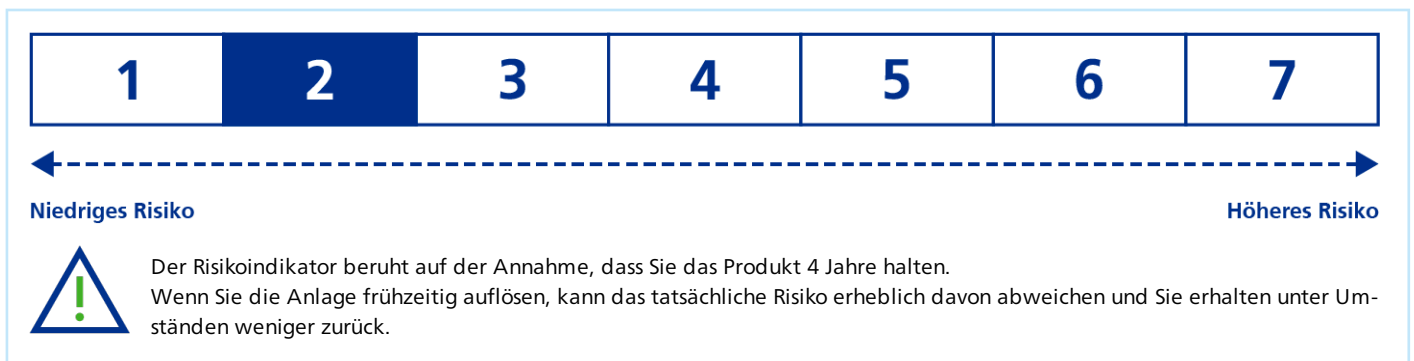 1 2 3 4 5 6 7
Niedriges Risiko Höheres Risiko
Der Risikoindikator beruht auf der Annahme, dass Sie das Produkt 4 Jahre halten.
Wenn Sie die Anlage frühzeitig auflösen, kann das tatsächliche Risiko erheblich davon abweichen und Sie erhalten unter Um-
ständen weniger zurück.